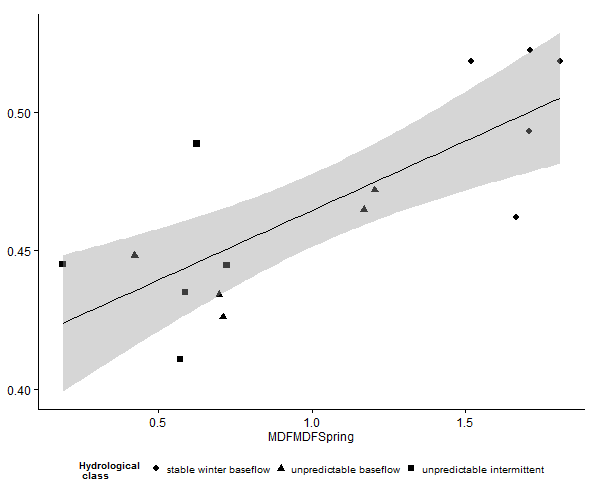 0.50
0.45
0.40
0.5 1.0 1.5
MDFMDFSpring
Hydrological
class
stable winter baseflow unpredictable baseflow unpredictable intermittent